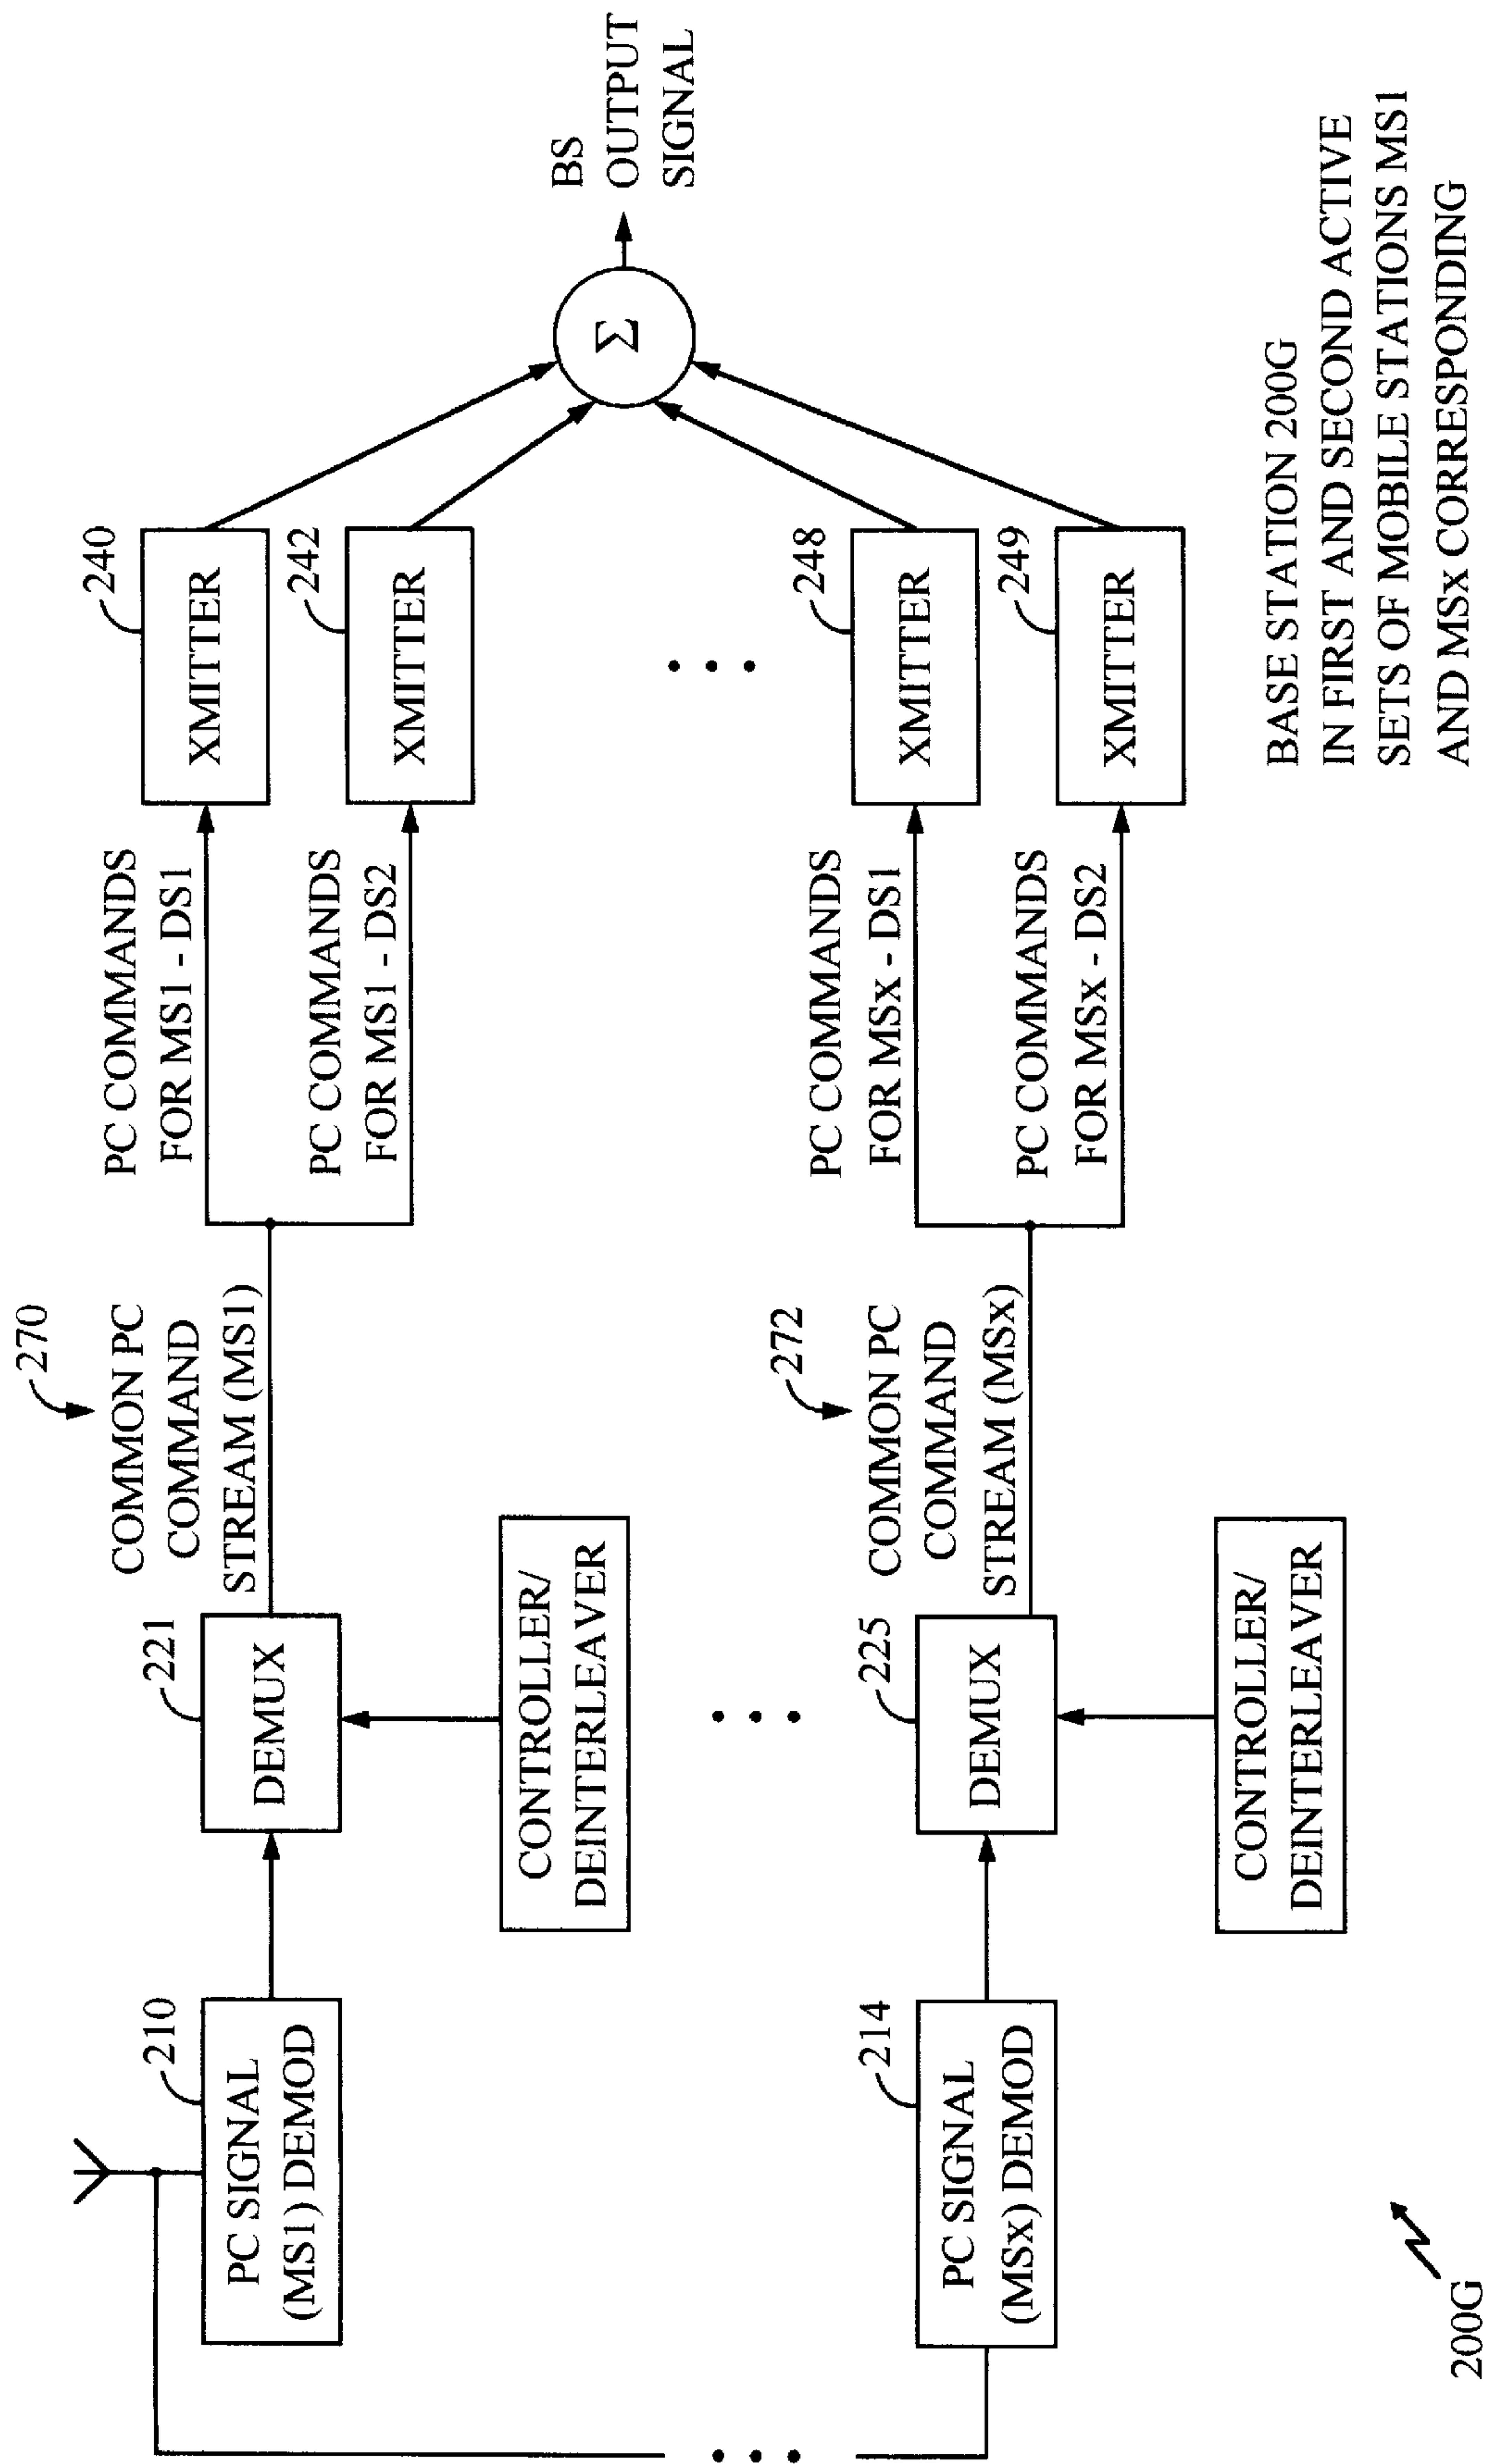 210
PC SIGNAL
(MS1) DEMOD
221
DEMUX
CONTROLLER/
DEINTERLEAVER
270
COMMON PC
COMMAND
STREAM (MS1)
PC COMMANDS
FOR MS1 - DS1
PC COMMANDS
FOR MS1 - DS2
240
XMITTER
242
XMITTER
Σ
BS
OUTPUT
SIGNAL
214
PC SIGNAL
(MSx) DEMOD
225
DEMUX
CONTROLLER/
DEINTERLEAVER
272
COMMON PC
COMMAND
STREAM (MSx)
PC COMMANDS
FOR MSx - DS1
PC COMMANDS
FOR MSx - DS2
248
XMITTER
249
XMITTER
200G
BASE STATION 200G
IN FIRST AND SECOND ACTIVE
SETS OF MOBILE STATIONS MS1
AND MSx CORRESPONDING